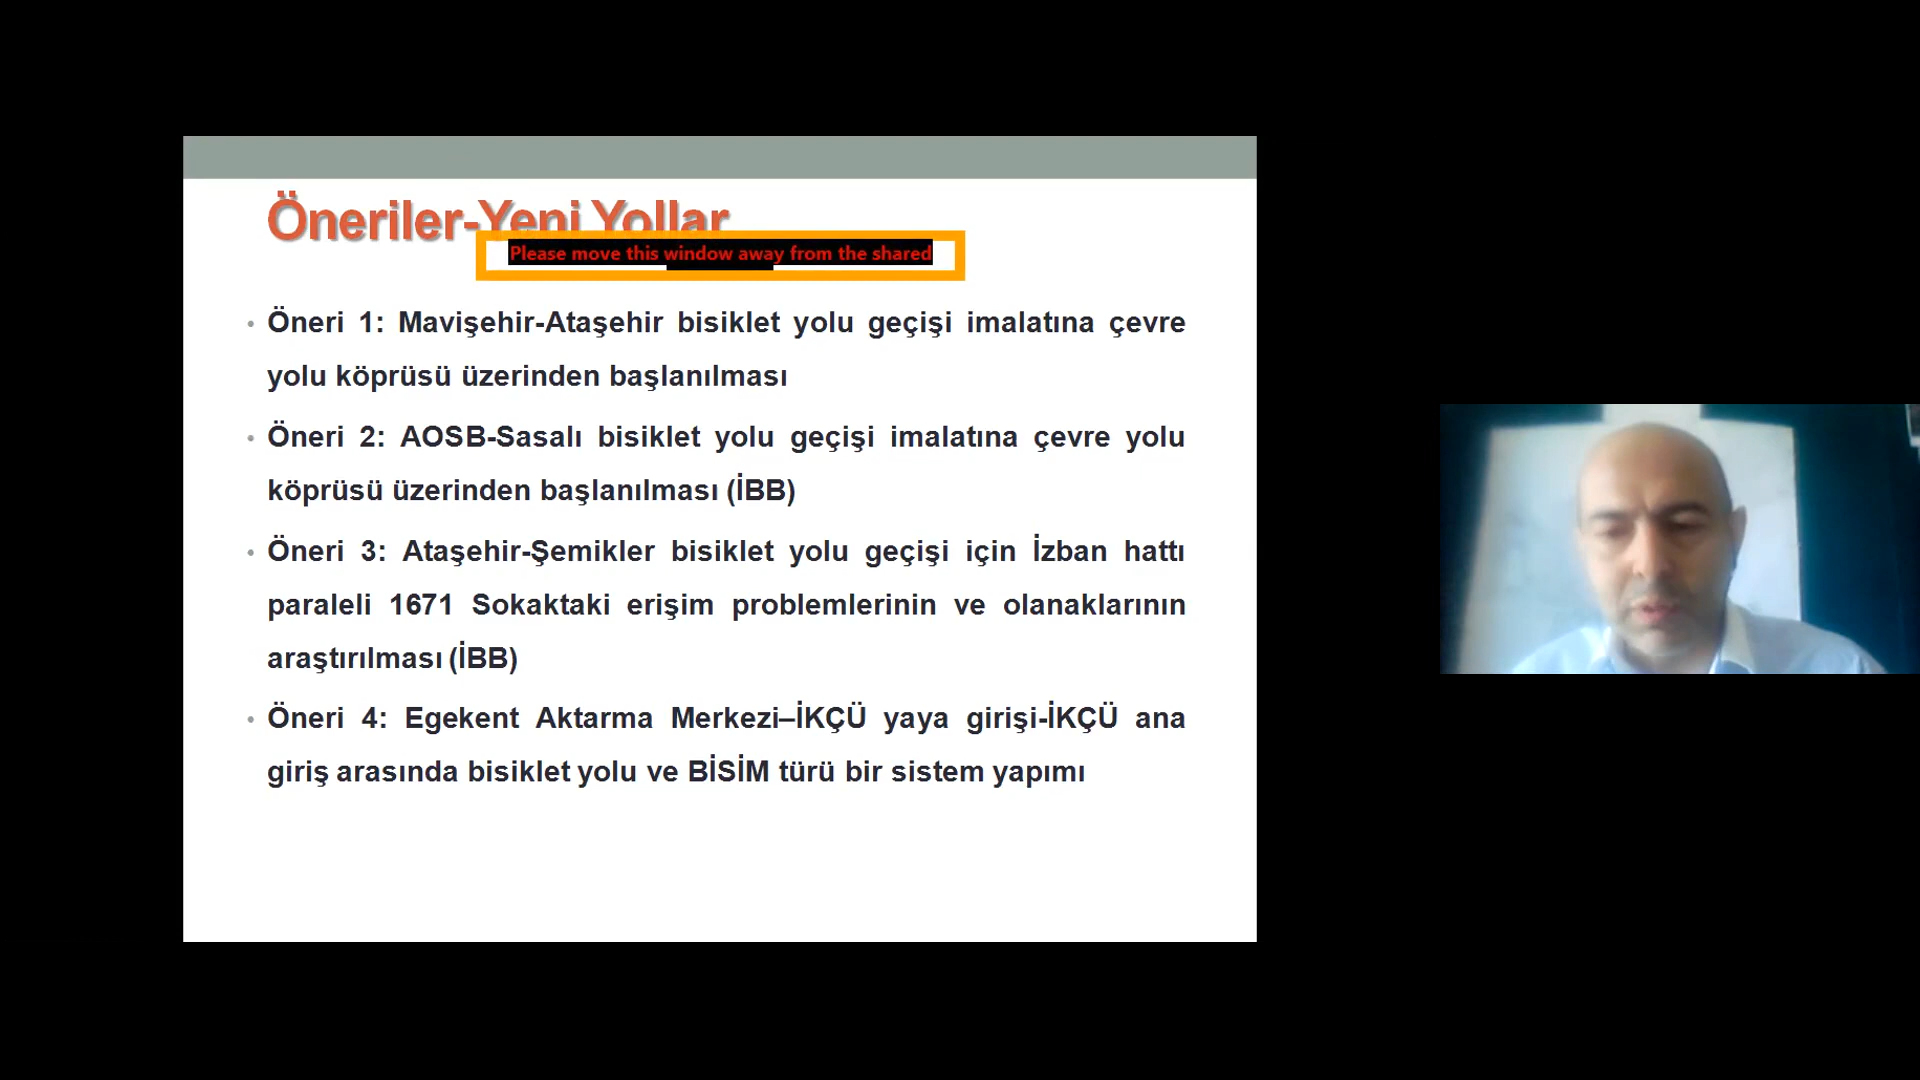 Öneriler-Yeni Yollar
Please move this window away from the shared
Öneri 1: Mavişehir-Ataşehir bisiklet yolu geçişi imalatına çevre
yolu köprüsü üzerinden başlanılması
Öneri 2: AOSB-Sasalı bisiklet yolu geçişi imalatına çevre yolu
köprüsü üzerinden başlanılması (İBB)
Öneri 3: Ataşehir-Şemikler bisiklet yolu geçişi için İzban hattı
paraleli 1671 Sokaktaki erişim problemlerinin ve olanaklarının
araştırılması (İBB)
Öneri 4: Egekent Aktarma Merkezi–İKÇÜ yaya girişi-İKÇÜ ana
giriş arasında bisiklet yolu ve BİSİM türü bir sistem yapımı